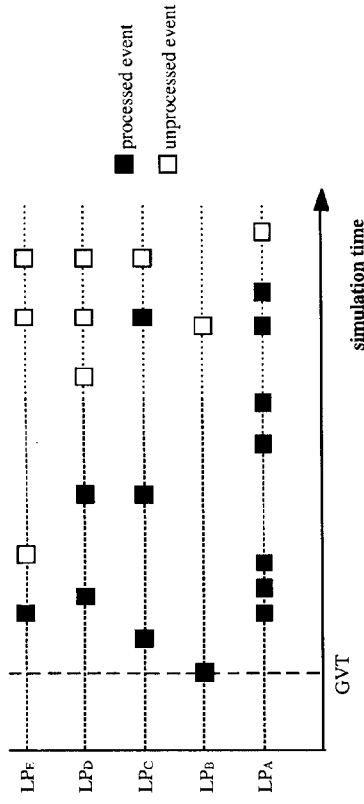 processed event
unprocessed event
LPE
LPD
LPC
LPB
LPA
GVT
simulation time